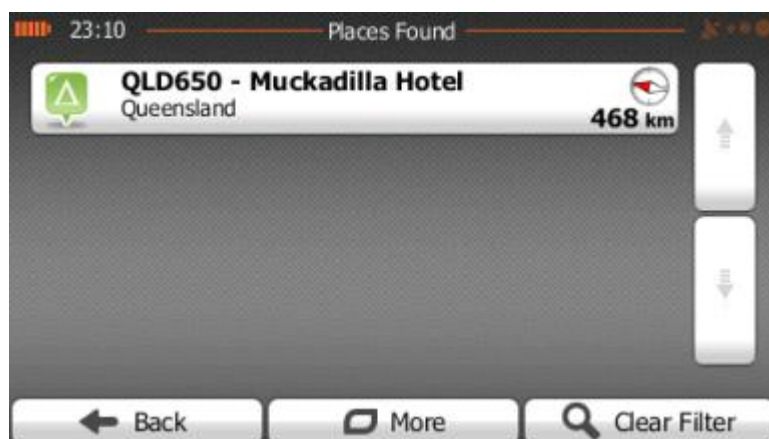 23:10
Places Found
QLD650 - Muckadilla Hotel
Queensland
468 km
Back
More
Clear Filter